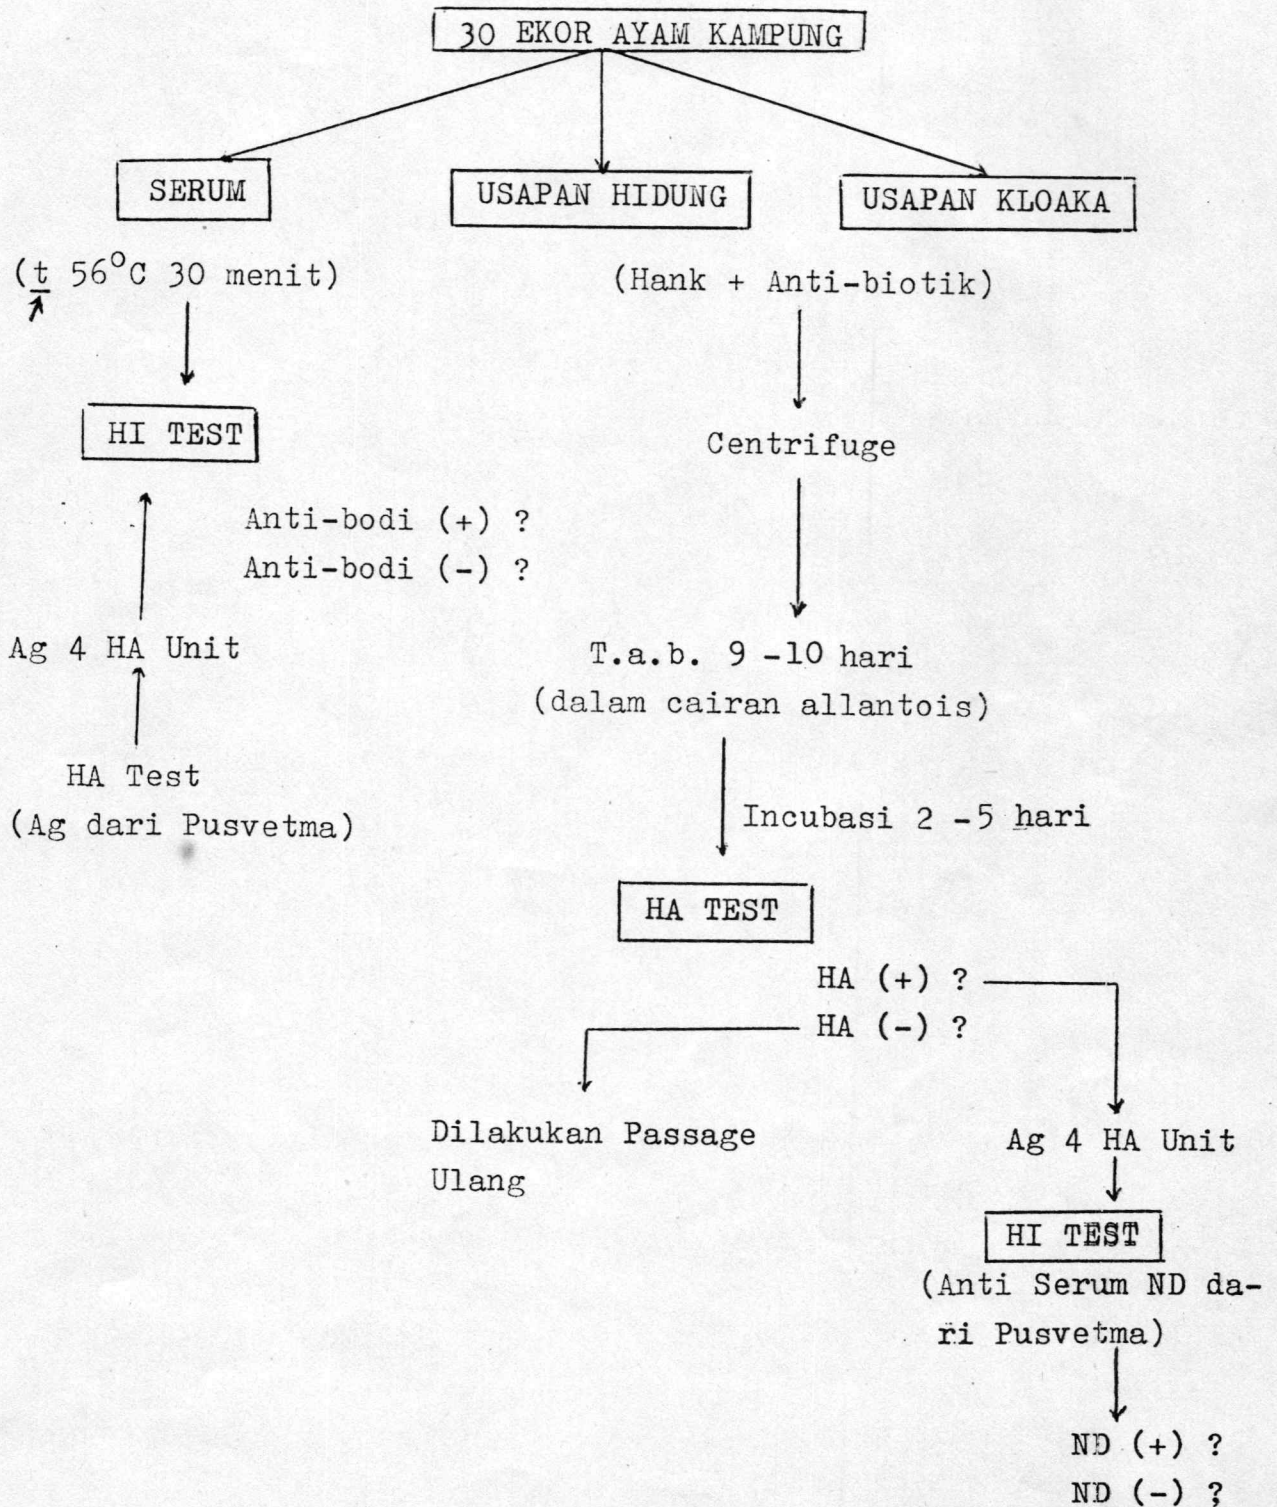 30 EKOR AYAM KAMPUNG
SERUM
USAPAN HIDUNG
USAPAN KLOAKA
(t 56°C 30 menit)
(Hank + Anti-biotik)
HI TEST
Centrifuge
Anti-bodi (+) ?
Anti-bodi (-) ?
Ag 4 HA Unit
T.a.b. 9 -10 hari
(dalam cairan allantois)
HA Test
(Ag dari Pusvetma)
Incubasi 2 -5 hari
HA TEST
HA (+) ?
HA (-) ?
Dilakukan Passage
Ulang
Ag 4 HA Unit
HI TEST
(Anti Serum ND da-
ri Pusvetma)
ND (+) ?
ND (-) ?